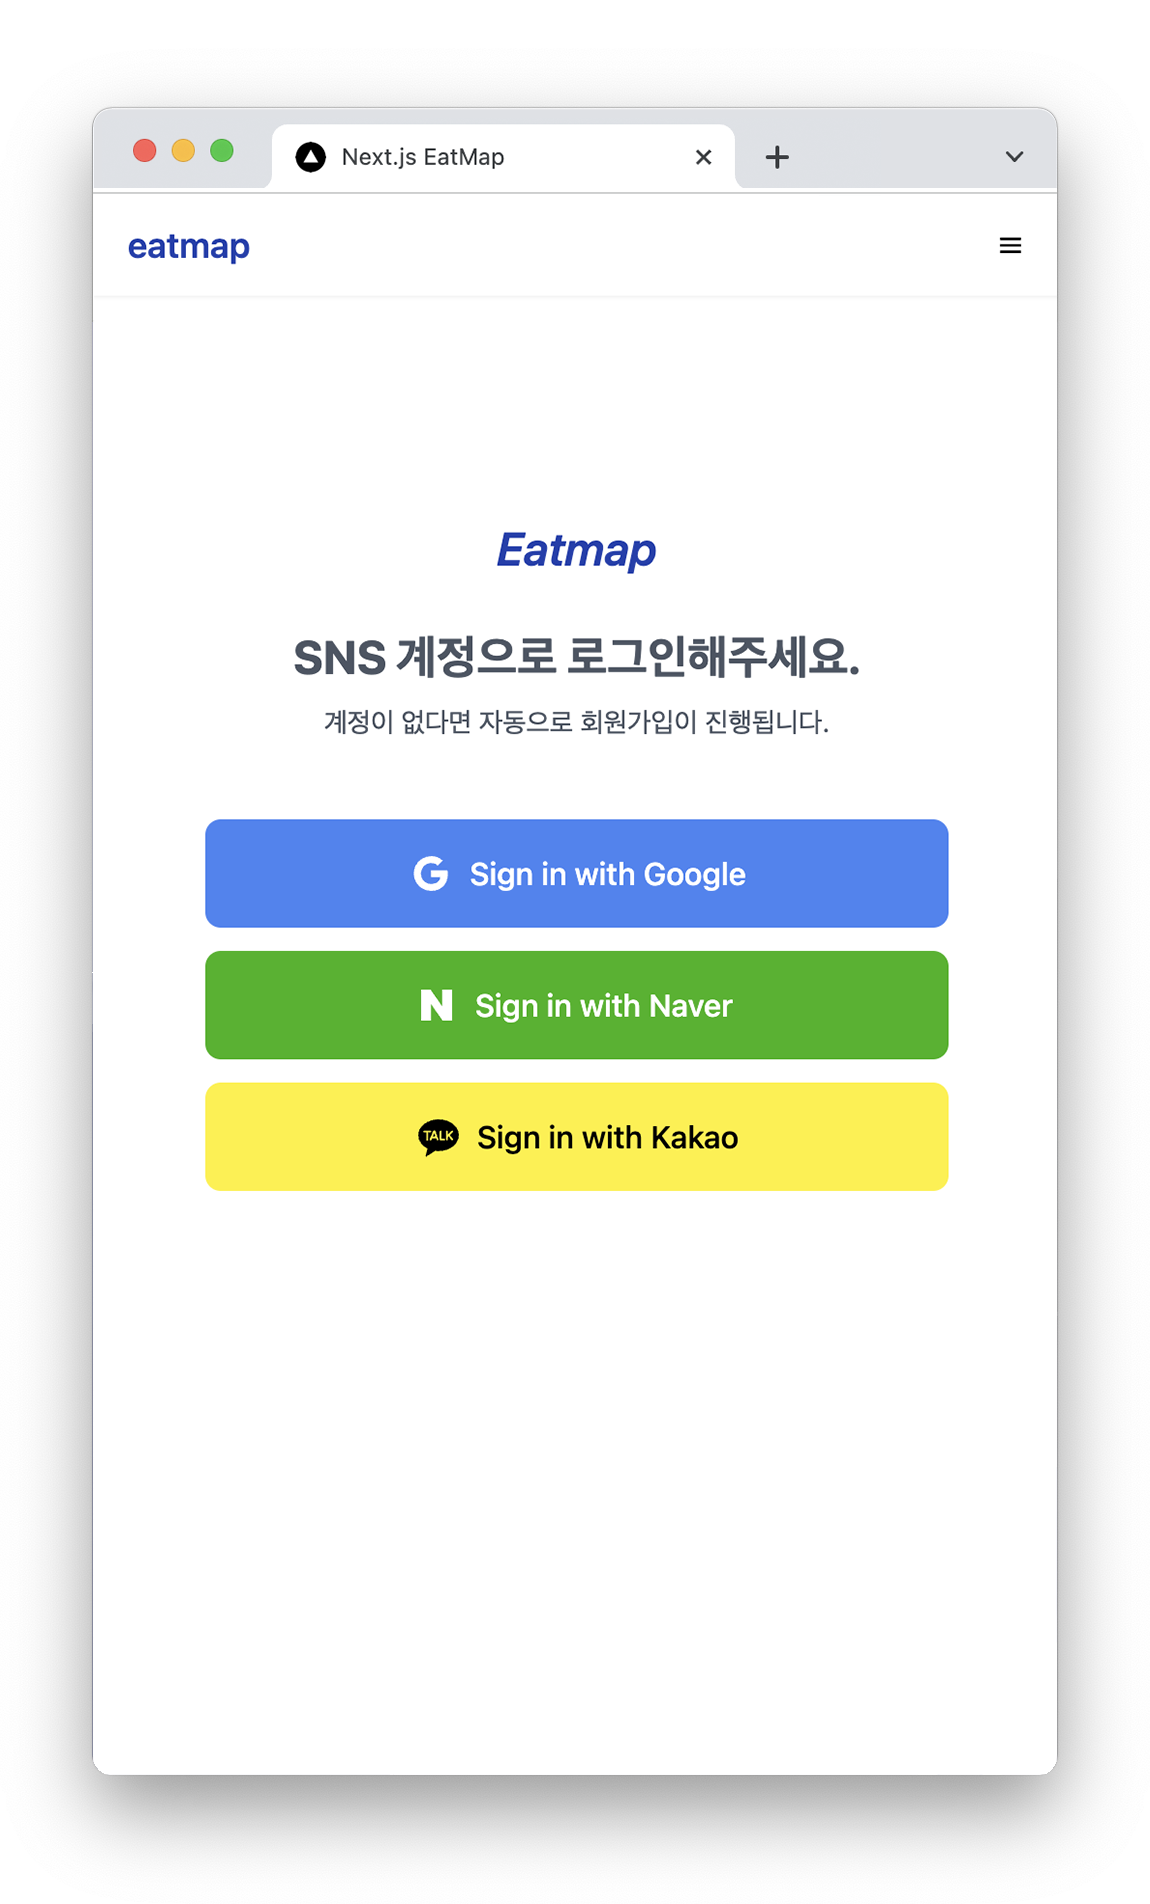 Next.js EatMap
eatmap
Eatmap
SNS 계정으로 로그인해주세요.
계정이 없다면 자동으로 회원가입이 진행됩니다.
G Sign in with Google
N Sign in with Naver
TALK Sign in with Kakao